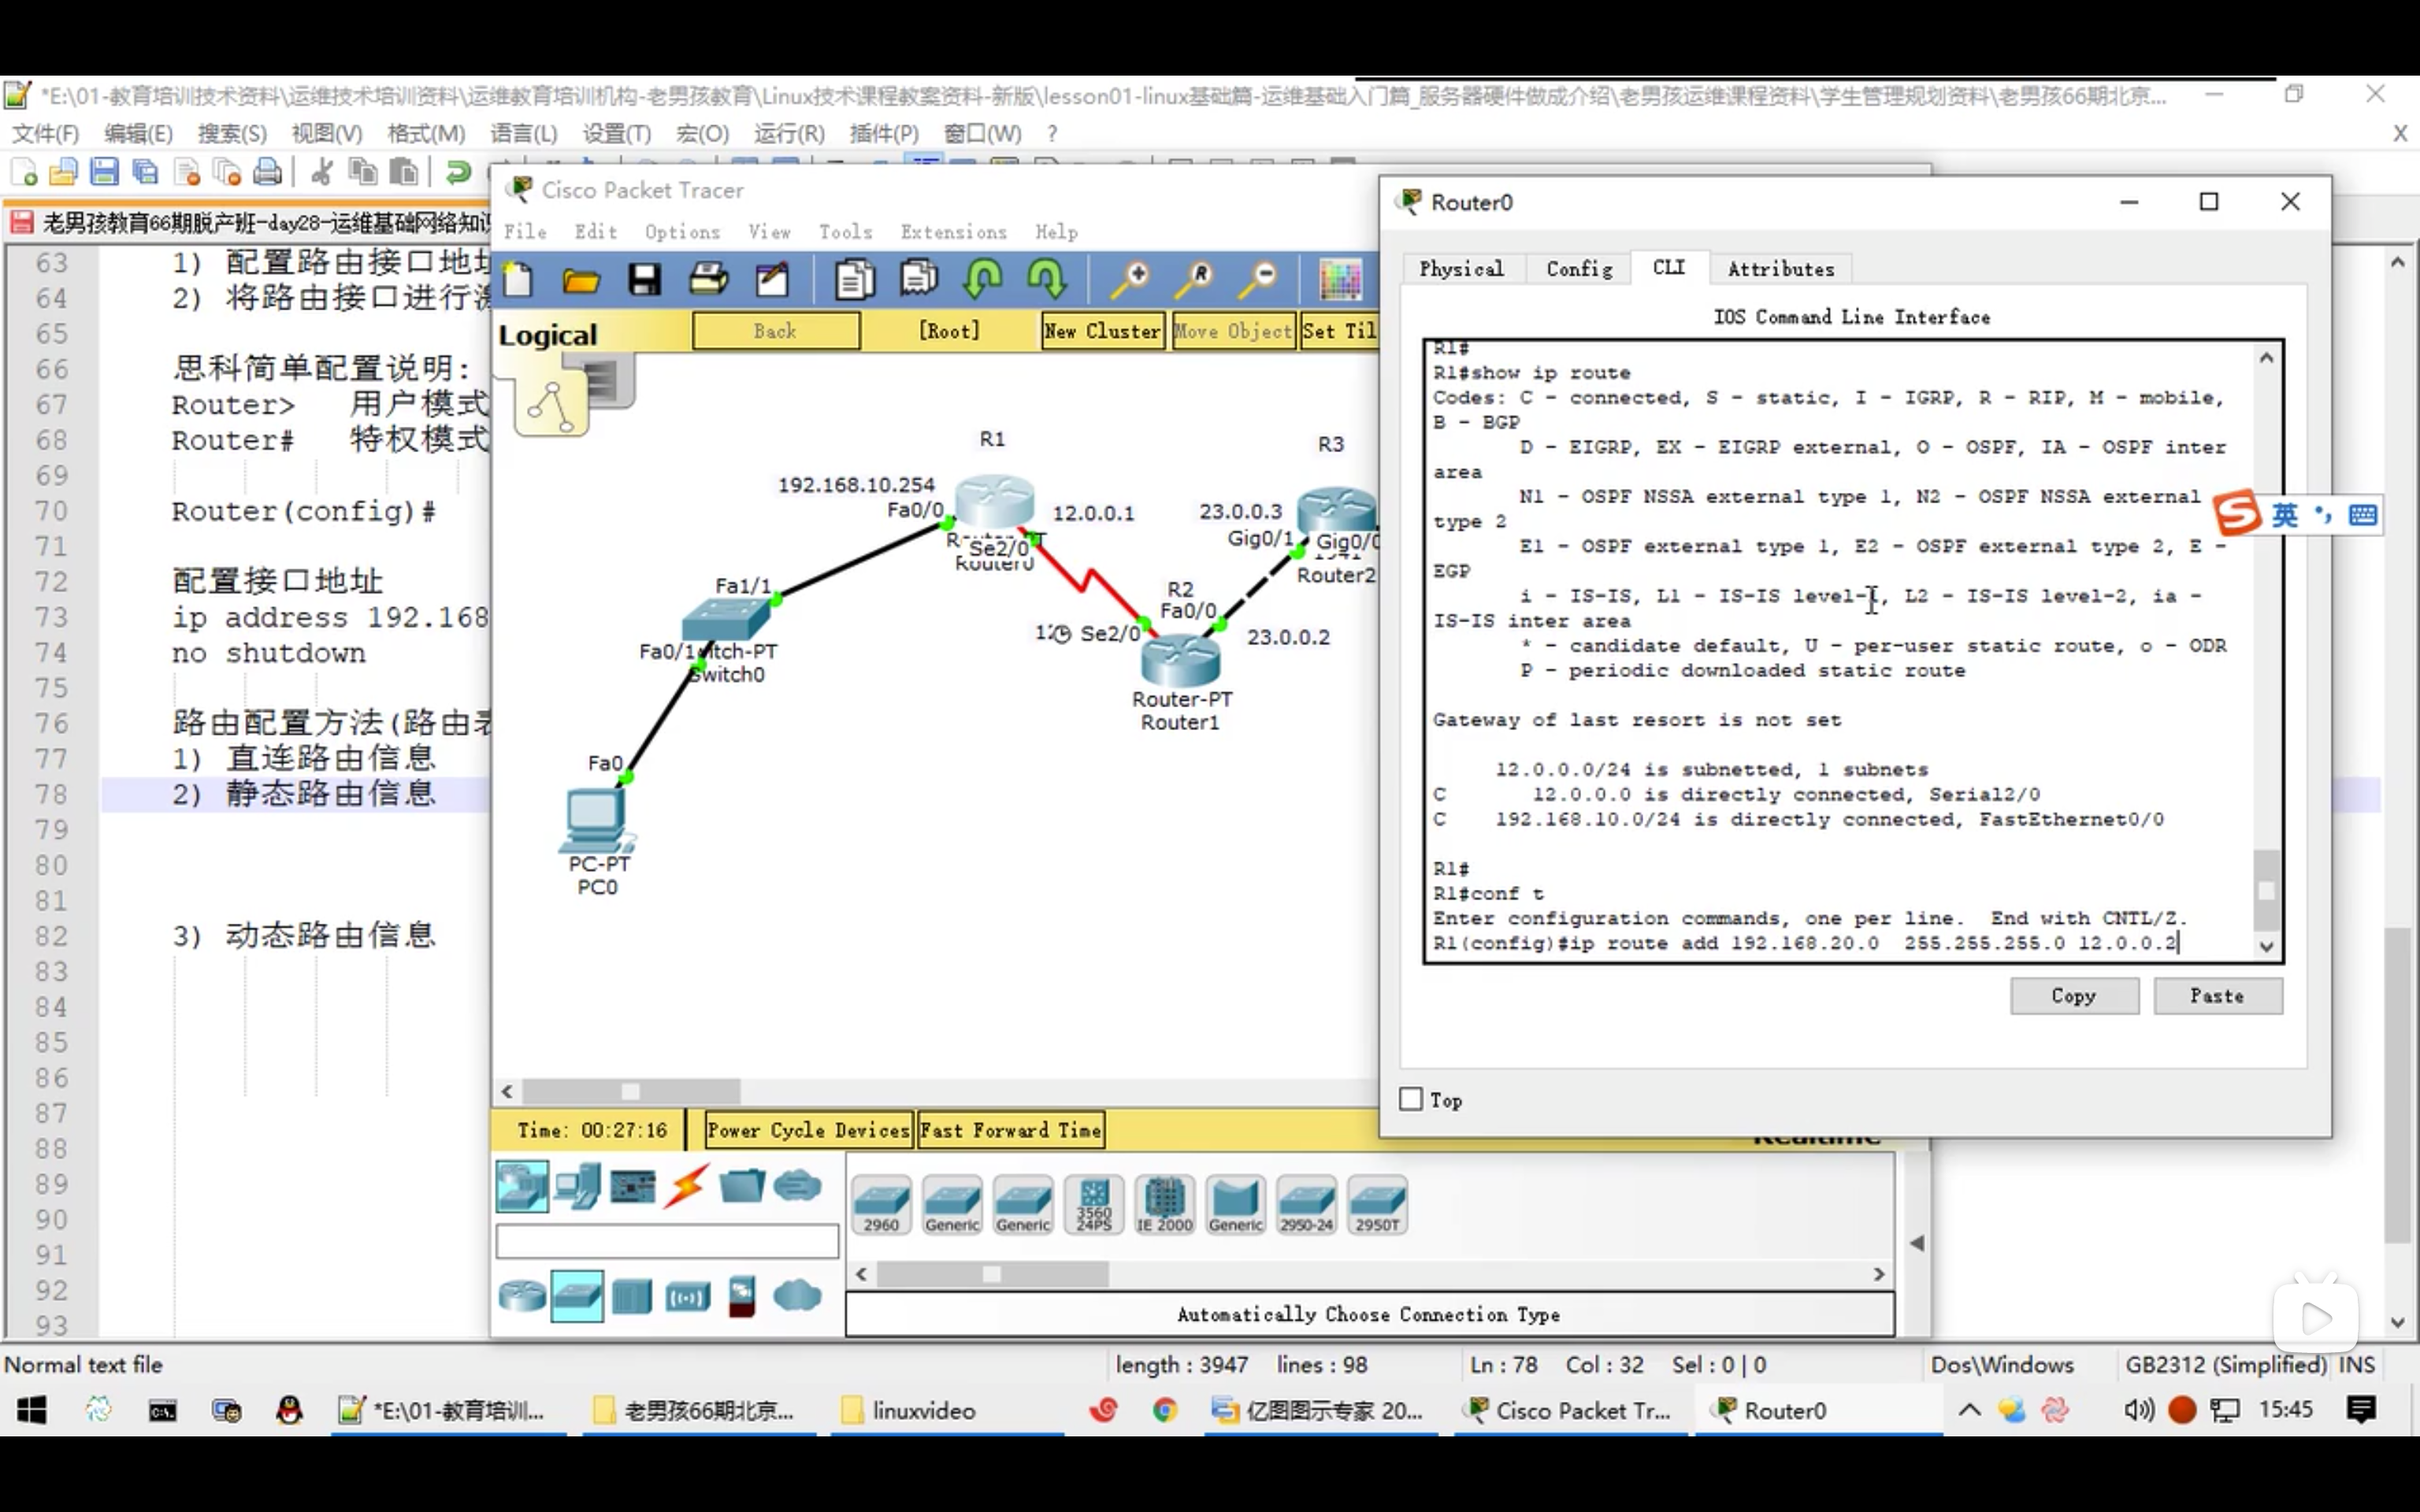 *E:\01-教育培训技术资料\运维技术培训资料\运维教育培训机构-老男孩教育\Linux技术课程教案资料-新版\lesson01-linux基础篇-运维基础入门篇_服务器硬件做成介绍\老男孩运维课程资料\学生管理规划资料\老男孩66期北京...
文件(F) 编辑(E) 搜索(S) 视图(V) 格式(M) 语言(L) 设置(T) 宏(O) 运行(R) 插件(P) 窗口(W) ? X
老男孩教育66期脱产班-day28-运维基础网络知
63 1) 配置路由接口地
64 2) 将路由接口进行
65
66 思科简单配置说明:
67 Router> 用户模式
68 Router# 特权模式
69
70 Router(config)#
71
72 配置接口地址
73 ip address 192.168
74 no shutdown
75
76 路由配置方法(路由
77 1) 直连路由信息
78 2) 静态路由信息
79
80
81
82 3) 动态路由信息
83
84
85
86
87
88
89
90
91
92
93
Cisco Packet Tracer
File Edit Options View Tools Extensions Help
Logical Back [Root] New Cluster Move Object Set Til
R1
R3
192.168.10.254
Fa0/0
12.0.0.1
23.0.0.3
Gig0/1 Gig0/0
Se2/0
Router0
Router2
Fa1/1
R2
Fa0/0
Se2/0
23.0.0.2
Fa0/1
Switch0
Router-PT
Router1
Fa0
PC-PT
PC0
Time: 00:27:16 Power Cycle Devices Fast Forward Time Realtime
2960 Generic Generic 3560 24PS IE 2000 Generic 2950-24 2950T
Automatically Choose Connection Type
Router0
Physical Config CLI Attributes
IOS Command Line Interface
R1#
R1#show ip route
Codes: C - connected, S - static, I - IGRP, R - RIP, M - mobile,
B - BGP
D - EIGRP, EX - EIGRP external, O - OSPF, IA - OSPF inter
area
N1 - OSPF NSSA external type 1, N2 - OSPF NSSA external
type 2
E1 - OSPF external type 1, E2 - OSPF external type 2, E -
EGP
i - IS-IS, L1 - IS-IS level-1, L2 - IS-IS level-2, ia -
IS-IS inter area
* - candidate default, U - per-user static route, o - ODR
P - periodic downloaded static route
Gateway of last resort is not set
12.0.0.0/24 is subnetted, 1 subnets
C 12.0.0.0 is directly connected, Serial2/0
C 192.168.10.0/24 is directly connected, FastEthernet0/0
R1#
R1#conf t
Enter configuration commands, one per line. End with CNTL/Z.
R1(config)#ip route add 192.168.20.0 255.255.255.0 12.0.0.2
Copy Paste
Top
英
Normal text file length : 3947 lines : 98 Ln : 78 Col : 32 Sel : 0 | 0 Dos\Windows GB2312 (Simplified) INS
*E:\01-教育培训... 老男孩66期北京... linuxvideo 亿图图示专家 20... Cisco Packet Tr... Router0 15:45